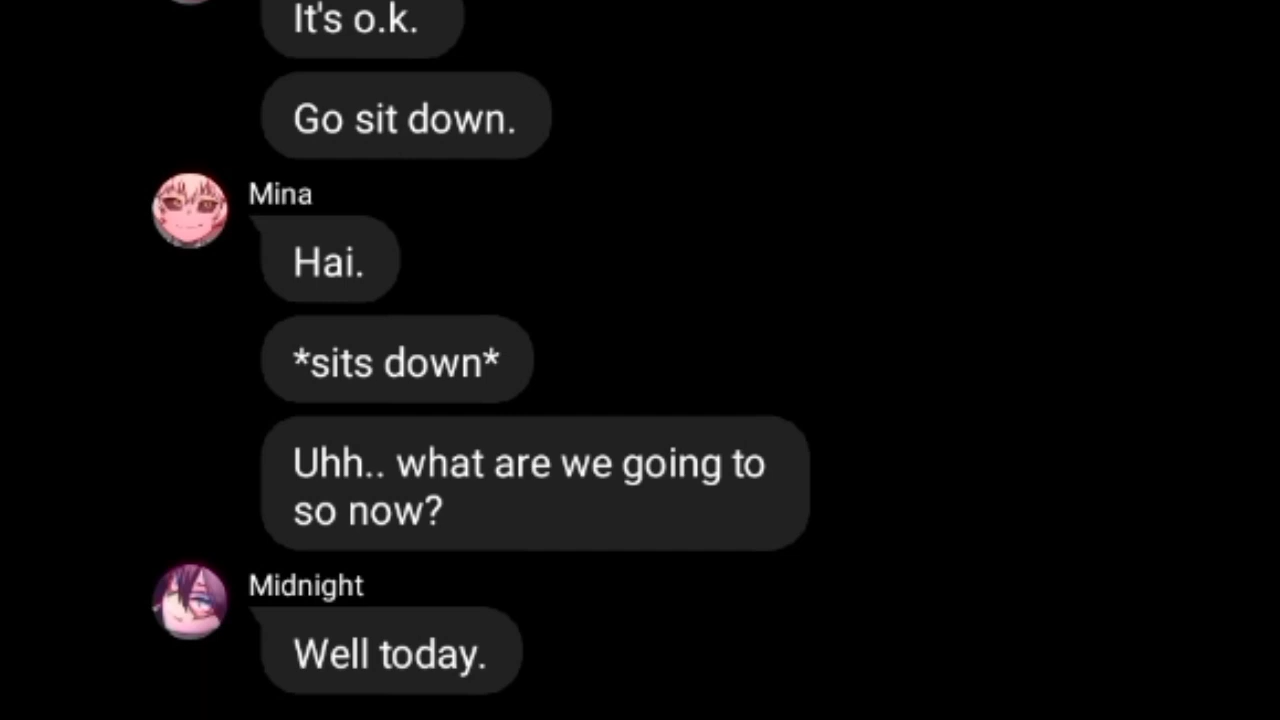 It's o.k.
Go sit down.
Mina
Hai.
*sits down*
Uhh.. what are we going to
so now?
Midnight
Well today.